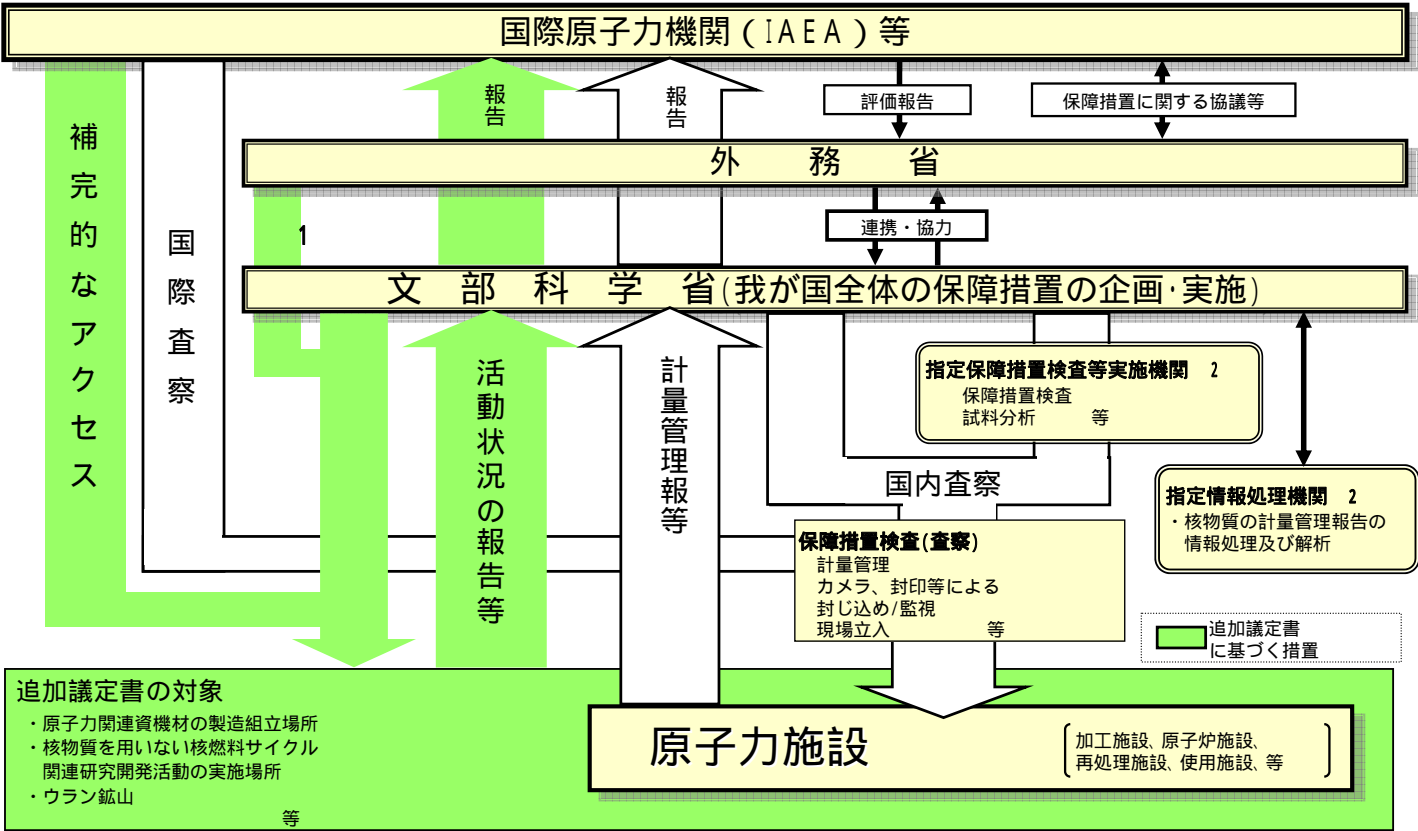 国際原子力機関(IAEA)等
報告
報告
評価報告
保障措置に関する協議等
外務省
補完的なアクセス
国際査察
1
連携・協力
文部科学省(我が国全体の保障措置の企画・実施)
活動状況の報告等
計量管理報等
指定保障措置検査等実施機関 2
保障措置検査
試料分析 等
国内査察
指定情報処理機関 2
・核物質の計量管理報告の
情報処理及び解析
保障措置検査(査察)
計量管理
カメラ、封印等による
封じ込め/監視
現場立入 等
追加議定書
に基づく措置
追加議定書の対象
・原子力関連資機材の製造組立場所
・核物質を用いない核燃料サイクル
関連研究開発活動の実施場所
・ウラン鉱山
等
原子力施設
加工施設、原子炉施設、
再処理施設、使用施設、等